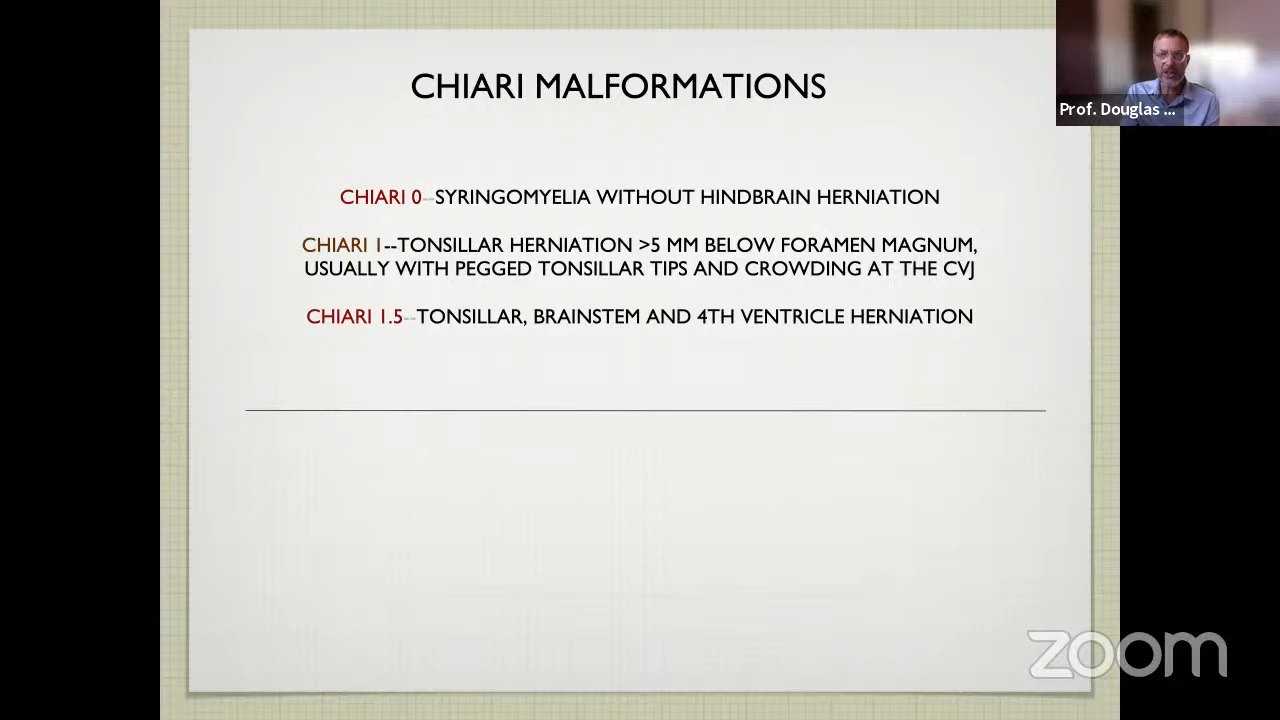 CHIARI MALFORMATIONS
Prof. Douglas ...
CHIARI 0--SYRINGOMYELIA WITHOUT HINDBRAIN HERNIATION
CHIARI 1--TONSILLAR HERNIATION >5 MM BELOW FORAMEN MAGNUM,
USUALLY WITH PEGGED TONSILLAR TIPS AND CROWDING AT THE CVJ
CHIARI 1.5--TONSILLAR, BRAINSTEM AND 4TH VENTRICLE HERNIATION
zoom